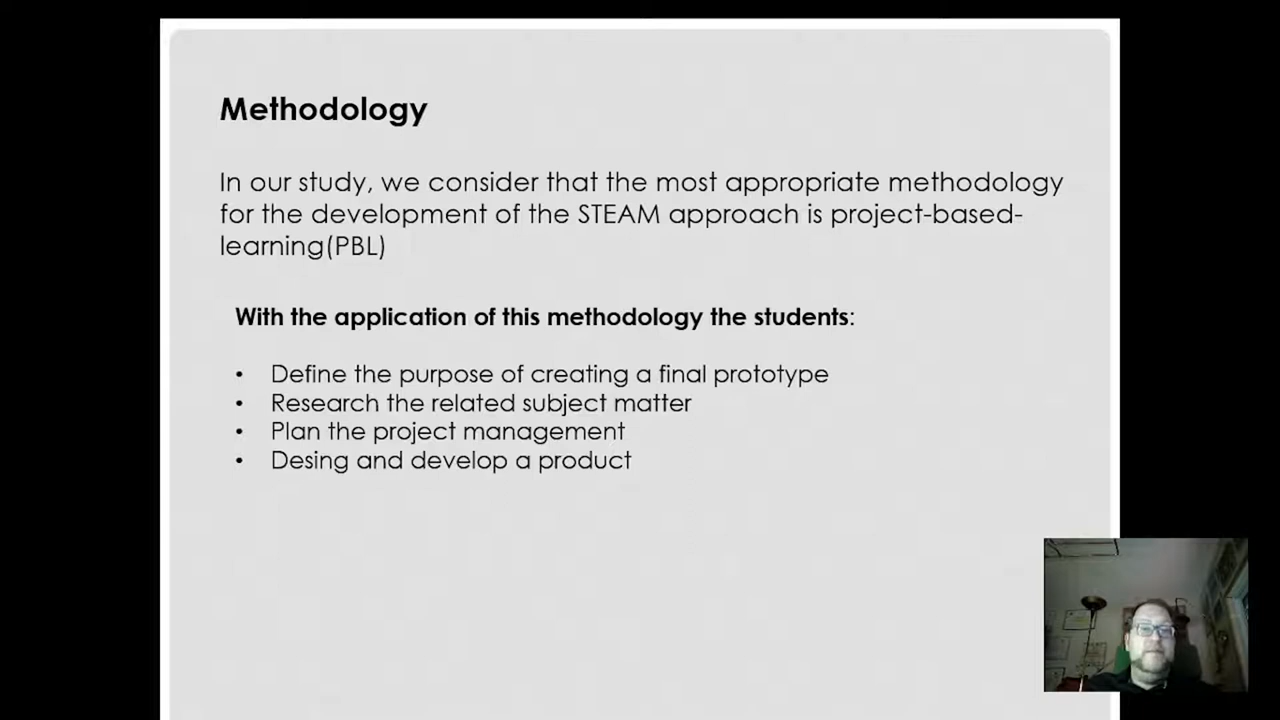 Methodology
In our study, we consider that the most appropriate methodology
for the development of the STEAM approach is project-based-
learning(PBL)
With the application of this methodology the students:
• Define the purpose of creating a final prototype
• Research the related subject matter
• Plan the project management
• Desing and develop a product